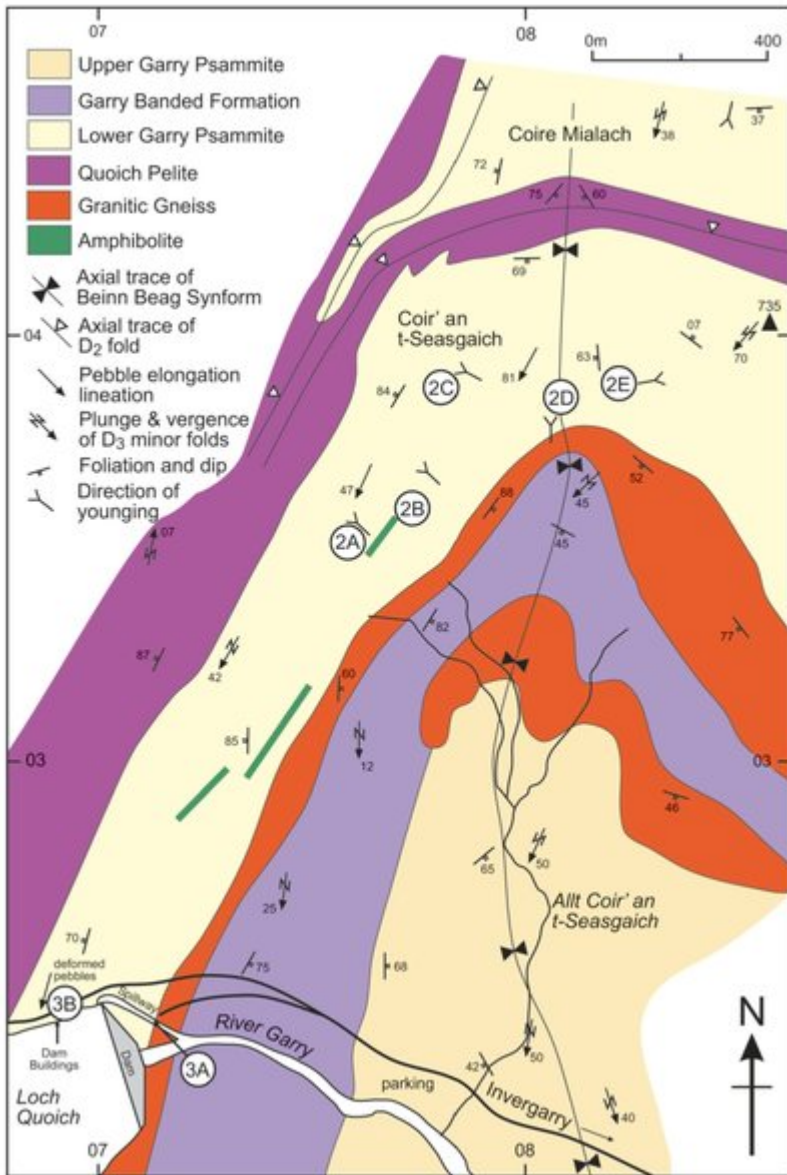 07
08
0m
400
Upper Garry Psammite
Garry Banded Formation
Lower Garry Psammite
Quoich Pelite
Granitic Gneiss
Amphibolite
Axial trace of
Beinn Beag Synform
Axial trace of
D2 fold
Pebble elongation
lineation
Plunge & vergence
of D3 minor folds
Foliation and dip
Direction of
younging
Coire Mialach
38
37
72
75
60
69
735
04
Coir' an
t-Seasgaich
07
70
63
81
84
2C
2D
2E
52
47
88
45
2B
2A
45
07
82
77
87
42
60
85
12
03
03
46
65
50
Allt Coir' an
t-Seasgaich
25
70
75
68
deformed
pebbles
3B
Spillway
Dam
Buildings
Dam
River Garry
3A
50
42
parking
Invergarry
40
N
Loch
Quoich
07
08